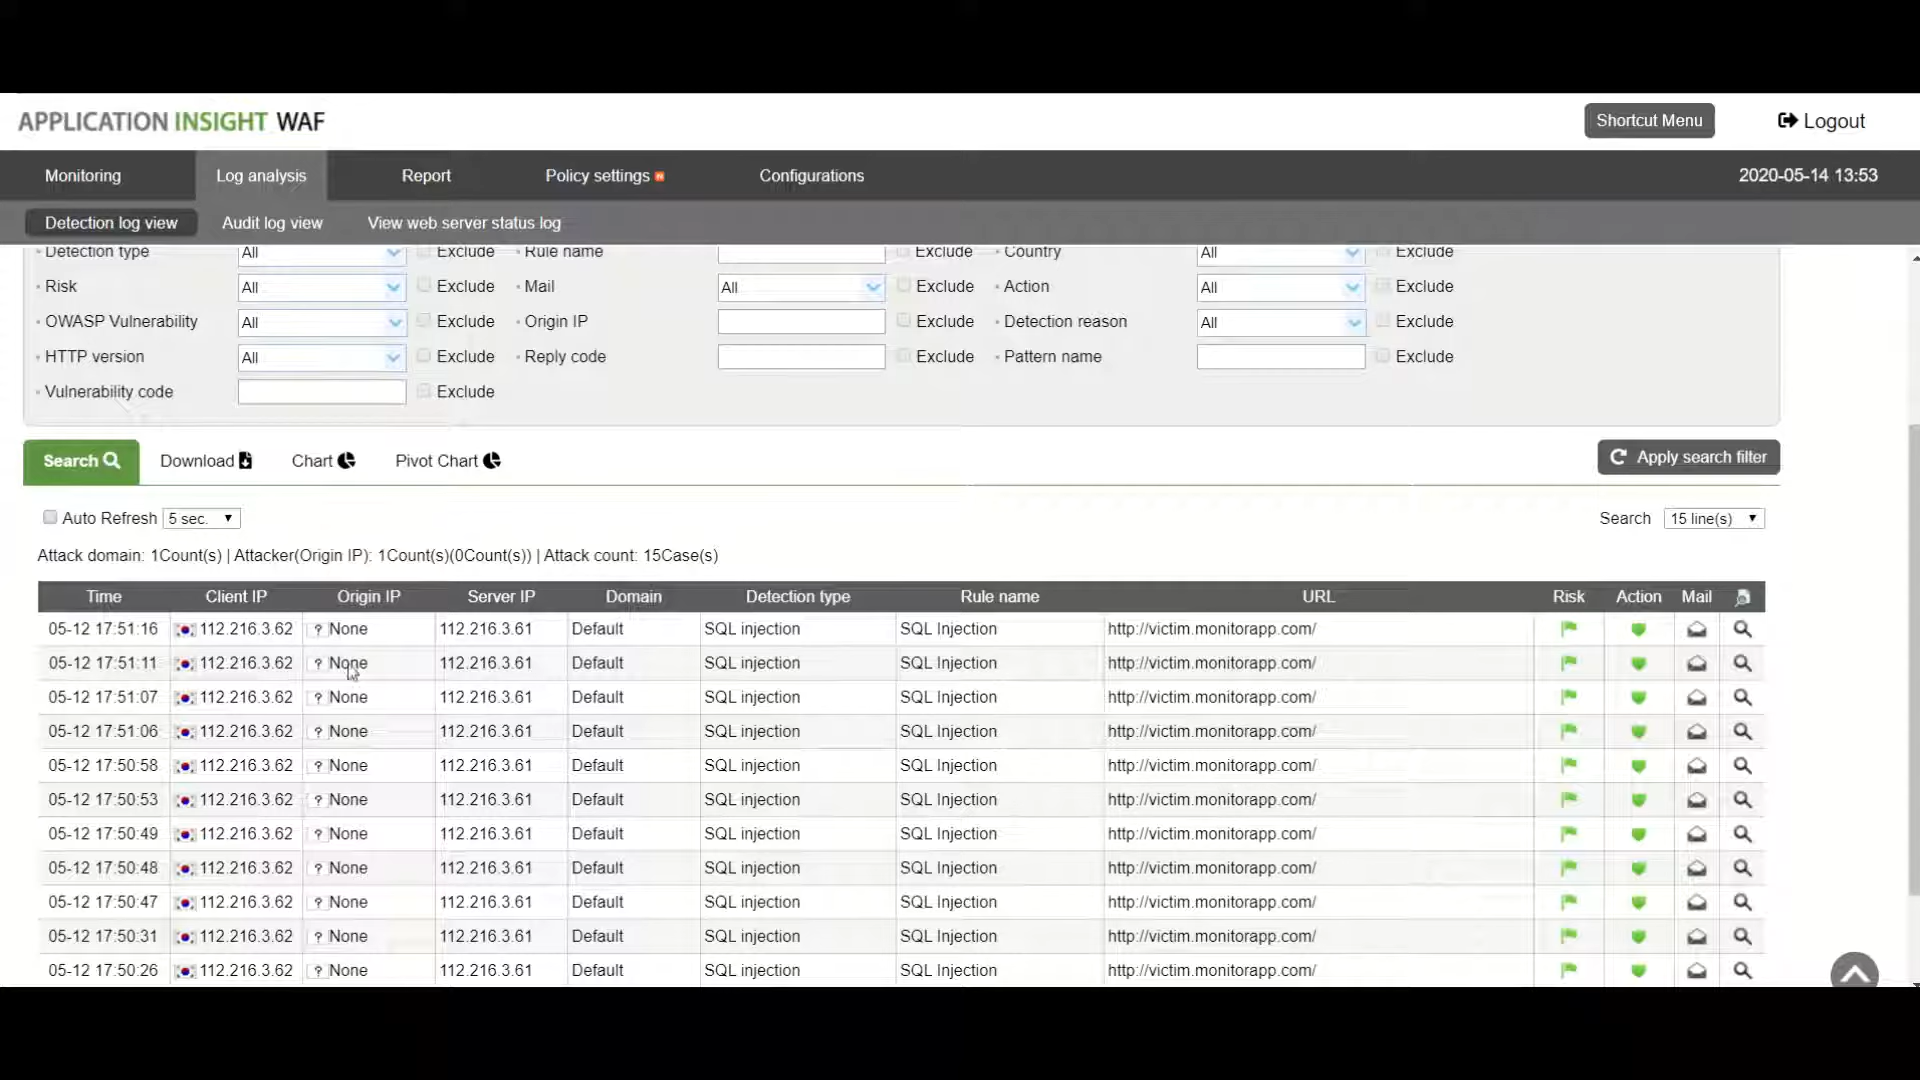 APPLICATION INSIGHT WAF
Shortcut Menu
Logout
Monitoring Log analysis Report Policy settings Configurations 2020-05-14 13:53
Detection log view Audit log view View web server status log
Detection type All Exclude Rule name Exclude Country All Exclude
Risk All Exclude Mail All Exclude Action All Exclude
OWASP Vulnerability All Exclude Origin IP Exclude Detection reason All Exclude
HTTP version All Exclude Reply code Exclude Pattern name Exclude
Vulnerability code Exclude
Search Download Chart Pivot Chart Apply search filter
Auto Refresh 5 sec. Search 15 line(s)
Attack domain: 1Count(s) | Attacker(Origin IP): 1Count(s)(0Count(s)) | Attack count: 15Case(s)
Time Client IP Origin IP Server IP Domain Detection type Rule name URL Risk Action Mail
05-12 17:51:16 112.216.3.62 ? None 112.216.3.61 Default SQL injection SQL Injection http://victim.monitorapp.com/
05-12 17:51:11 112.216.3.62 ? None 112.216.3.61 Default SQL injection SQL Injection http://victim.monitorapp.com/
05-12 17:51:07 112.216.3.62 ? None 112.216.3.61 Default SQL injection SQL Injection http://victim.monitorapp.com/
05-12 17:51:06 112.216.3.62 ? None 112.216.3.61 Default SQL injection SQL Injection http://victim.monitorapp.com/
05-12 17:50:58 112.216.3.62 ? None 112.216.3.61 Default SQL injection SQL Injection http://victim.monitorapp.com/
05-12 17:50:53 112.216.3.62 ? None 112.216.3.61 Default SQL injection SQL Injection http://victim.monitorapp.com/
05-12 17:50:49 112.216.3.62 ? None 112.216.3.61 Default SQL injection SQL Injection http://victim.monitorapp.com/
05-12 17:50:48 112.216.3.62 ? None 112.216.3.61 Default SQL injection SQL Injection http://victim.monitorapp.com/
05-12 17:50:47 112.216.3.62 ? None 112.216.3.61 Default SQL injection SQL Injection http://victim.monitorapp.com/
05-12 17:50:31 112.216.3.62 ? None 112.216.3.61 Default SQL injection SQL Injection http://victim.monitorapp.com/
05-12 17:50:26 112.216.3.62 ? None 112.216.3.61 Default SQL injection SQL Injection http://victim.monitorapp.com/